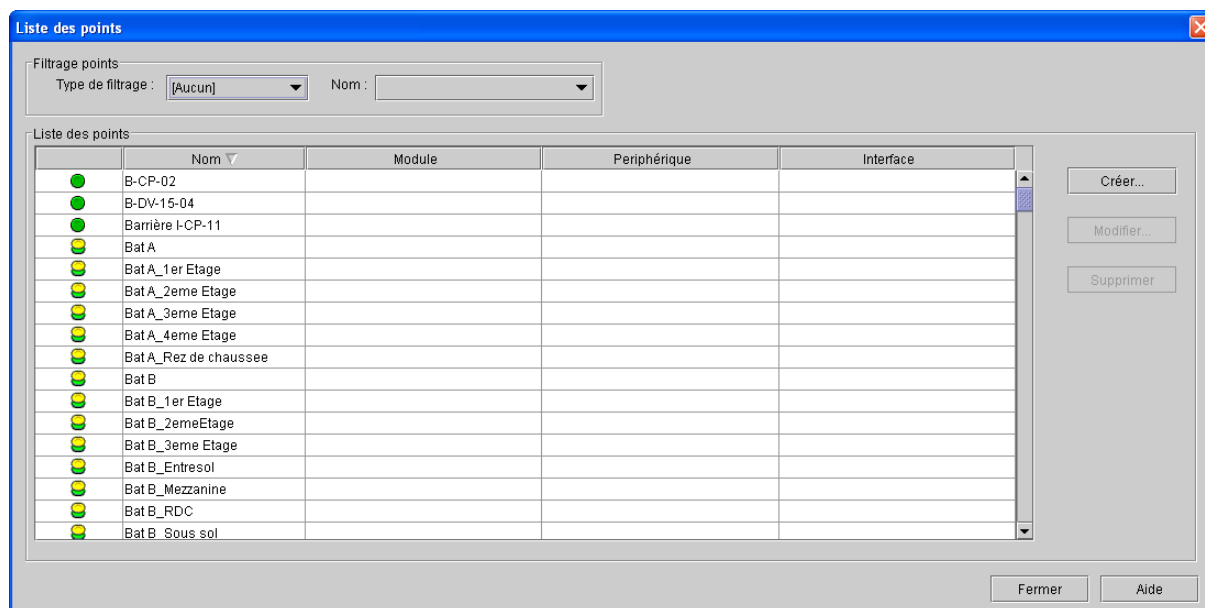 Liste des points
Filtrage points
Type de filtrage : [Aucun] Nom :
Liste des points
Nom Module Periphérique Interface
B-CP-02
B-DV-15-04
Barrière I-CP-11
Bat A
Bat A_1er Etage
Bat A_2eme Etage
Bat A_3eme Etage
Bat A_4eme Etage
Bat A_Rez de chaussee
Bat B
Bat B_1er Etage
Bat B_2emeEtage
Bat B_3eme Etage
Bat B_Entresol
Bat B_Mezzanine
Bat B_RDC
Bat B_Sous sol
Créer...
Modifier...
Supprimer
Fermer Aide